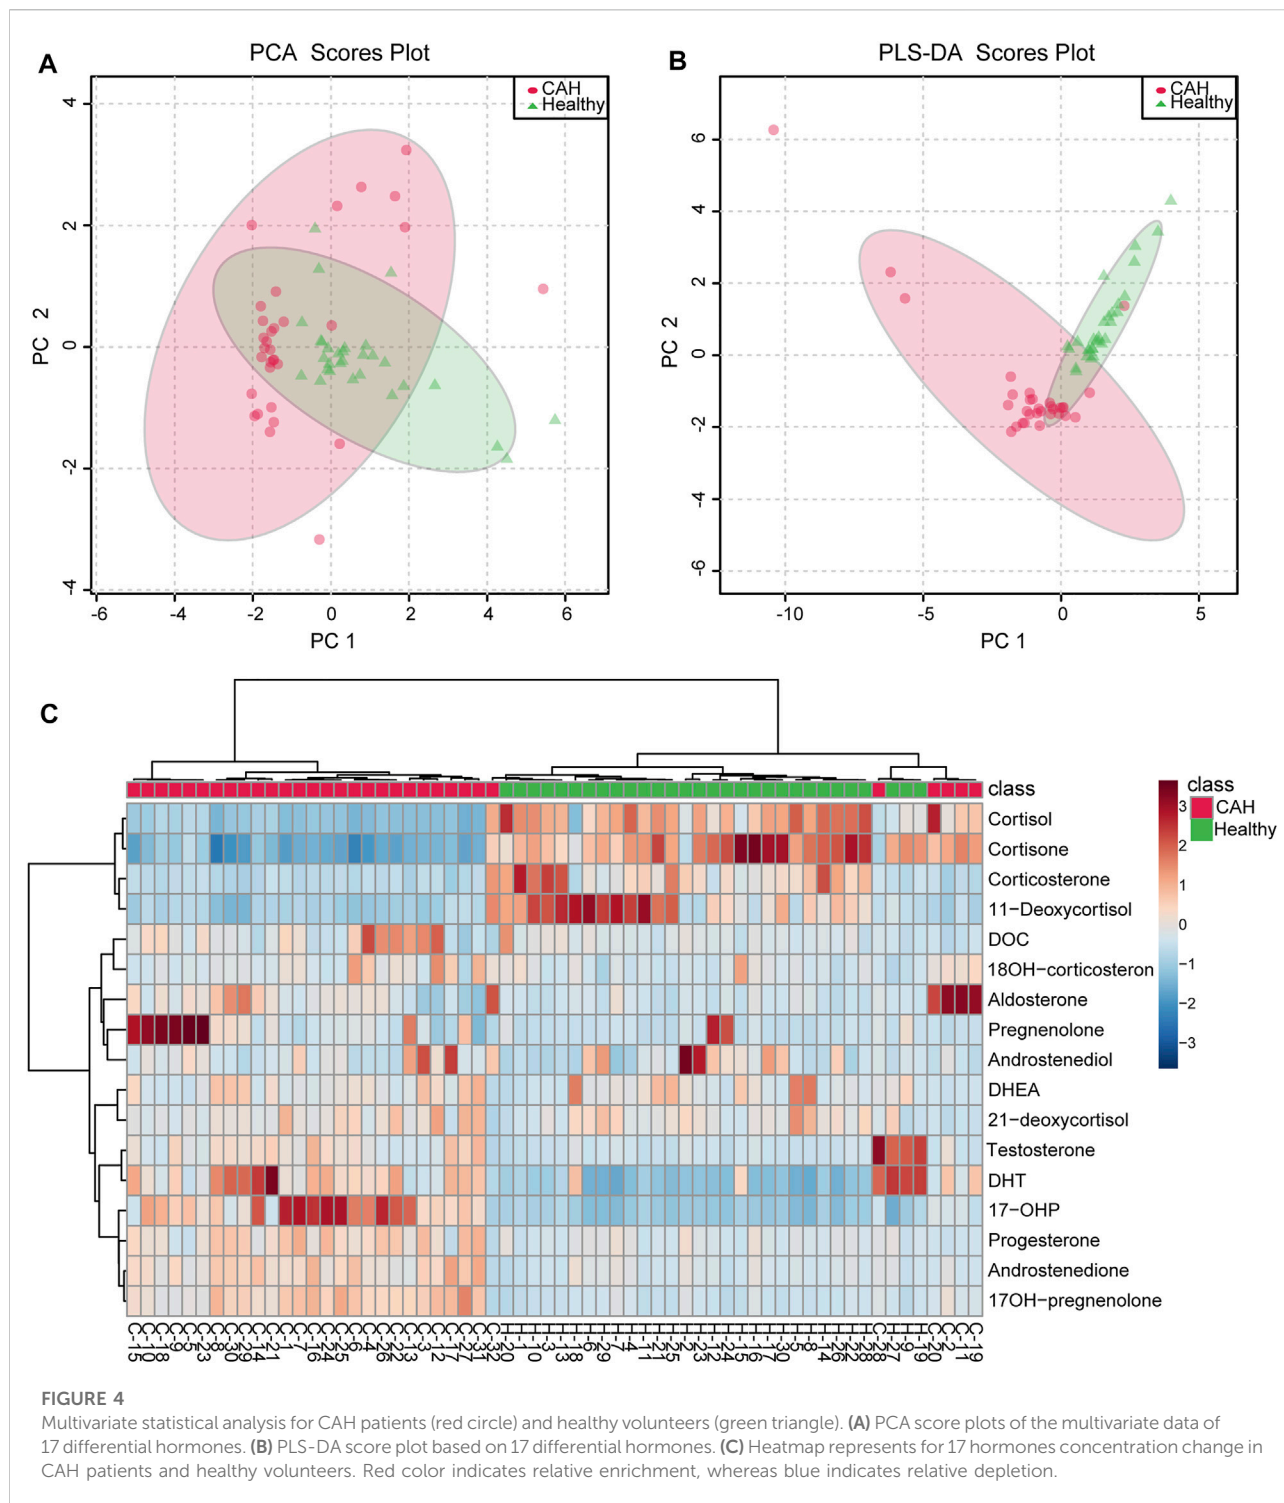 A
PCA  Scores Plot
CAH
Healthy
4
2
0
-2
-4
PC  2
-6
-4
-2
0
2
4
6
PC 1
B
PLS-DA  Scores Plot
CAH
Healthy
6
4
2
0
-2
-4
-6
PC  2
-10
-5
0
5
PC 1
C
class
Cortisol
Cortisone
Corticosterone
11−Deoxycortisol
DOC
18OH−corticosteron
Aldosterone
Pregnenolone
Androstenediol
DHEA
21−deoxycortisol
Testosterone
DHT
17−OHP
Progesterone
Androstenedione
17OH−pregnenolone
class
CAH
Healthy
3
2
1
0
−1
−2
−3
FIGURE 4
Multivariate statistical analysis for CAH patients (red circle) and healthy volunteers (green triangle). (A) PCA score plots of the multivariate data of
17 differential hormones. (B) PLS-DA score plot based on 17 differential hormones. (C) Heatmap represents for 17 hormones concentration change in
CAH patients and healthy volunteers. Red color indicates relative enrichment, whereas blue indicates relative depletion.